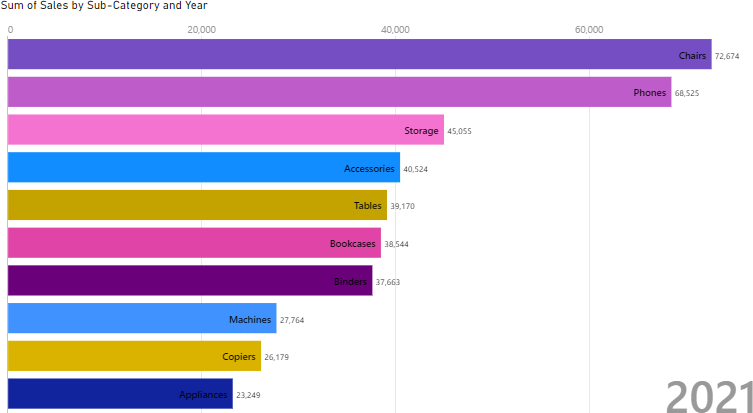 Sum of Sales by Sub-Category and Year
0 20,000 40,000 60,000
Chairs 72,674
Phones 68,525
Storage 45,055
Accessories 40,524
Tables 39,170
Bookcases 38,544
Binders 37,663
Machines 27,764
Copiers 26,179
Appliances 23,249
2021